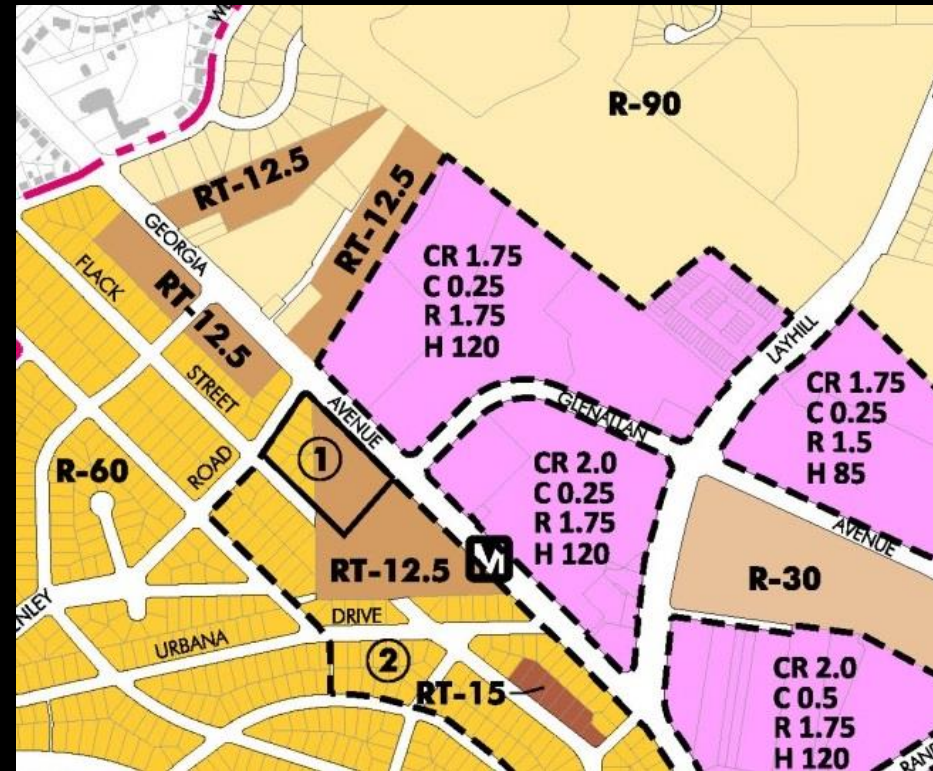 R-90
RT-12.5
GEORGIA
RT-12.5
CR 1.75
C 0.25
R 1.75
H 120
FLACK
RT-12.5
LAYHILL
STREET
AVENUE
GLENALLAN
CR 1.75
C 0.25
R 1.5
H 85
1
ROAD
R-60
CR 2.0
C 0.25
R 1.75
H 120
AVENUE
M
RT-12.5
R-30
DRIVE
URBANA
2
RT-15
CR 2.0
C 0.5
R 1.75
H 120